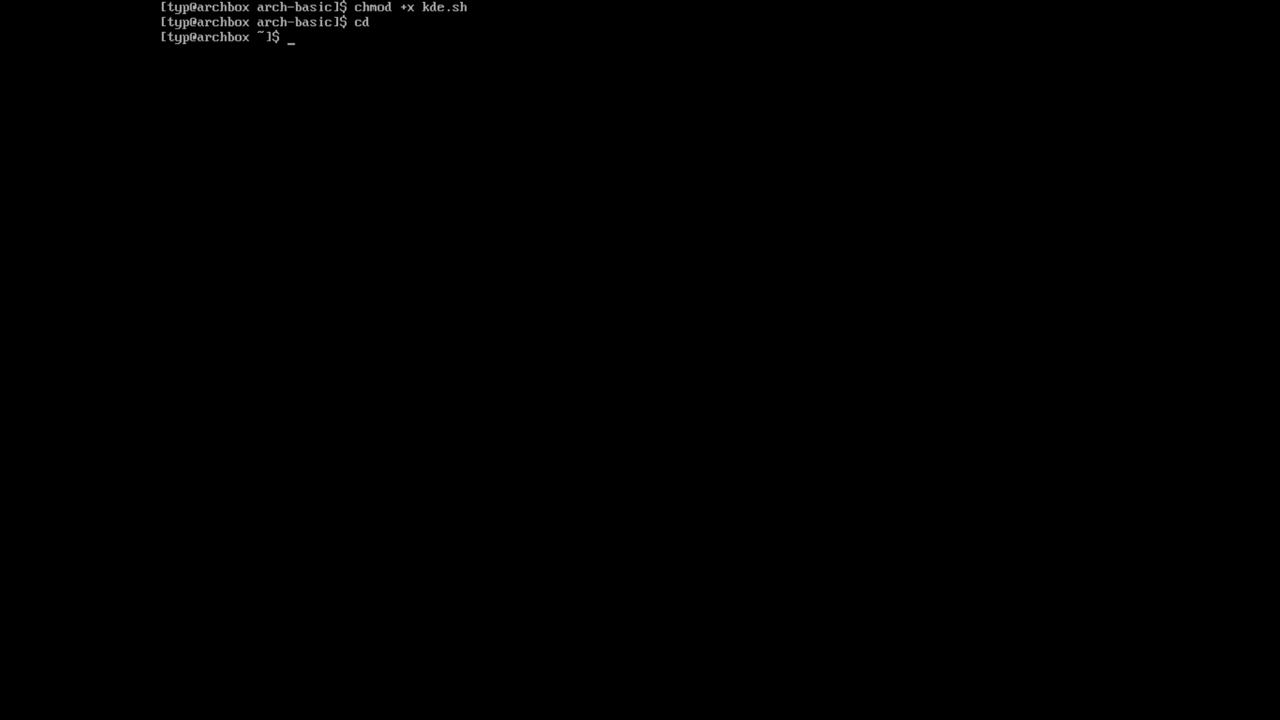 [typ@archbox arch-basic]$ chmod +x kde.sh
[typ@archbox arch-basic]$ cd
[typ@archbox ~]$ _